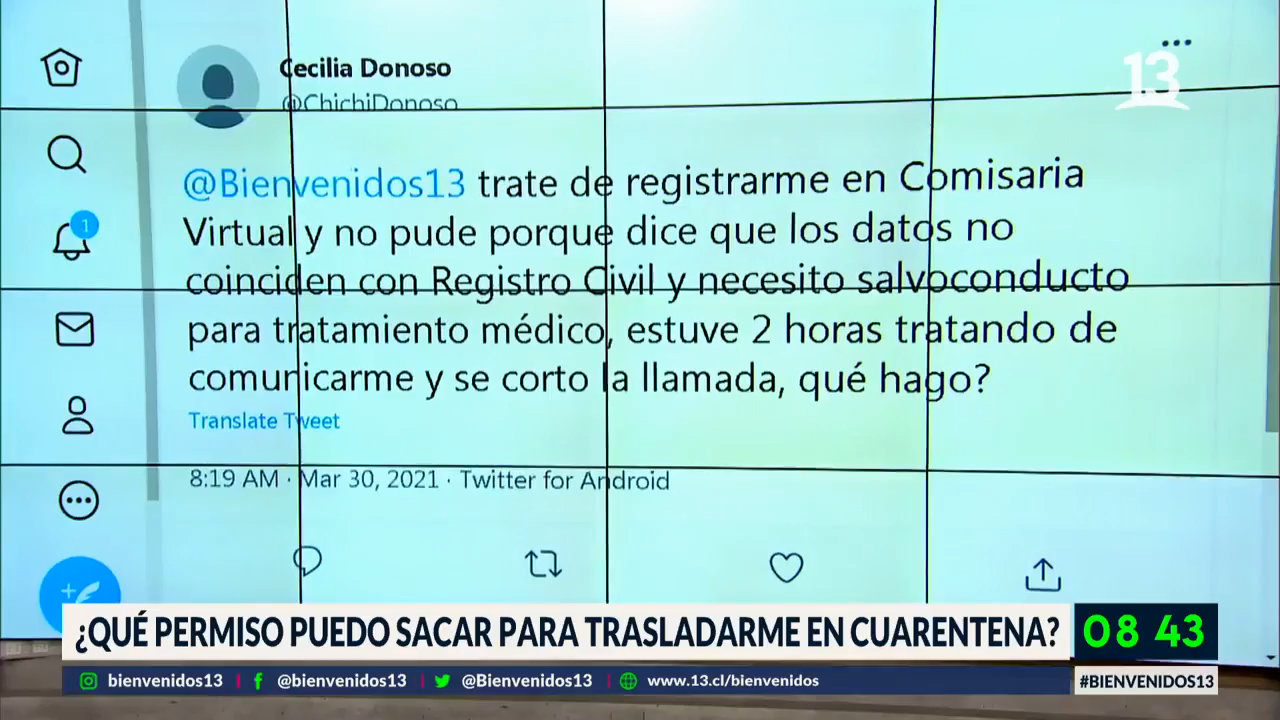 Cecilia Donoso
@ChichiDonoso
13
@Bienvenidos13 trate de registrarme en Comisaria
Virtual y no pude porque dice que los datos no
coinciden con Registro Civil y necesito salvoconducto
para tratamiento médico, estuve 2 horas tratando de
comunicarme y se corto la llamada, qué hago?
1
Translate Tweet
8:19 AM · Mar 30, 2021 · Twitter for Android
¿QUÉ PERMISO PUEDO SACAR PARA TRASLADARME EN CUARENTENA?
08 43
bienvenidos13
@bienvenidos13
@Bienvenidos13
www.13.cl/bienvenidos
#BIENVENIDOS13